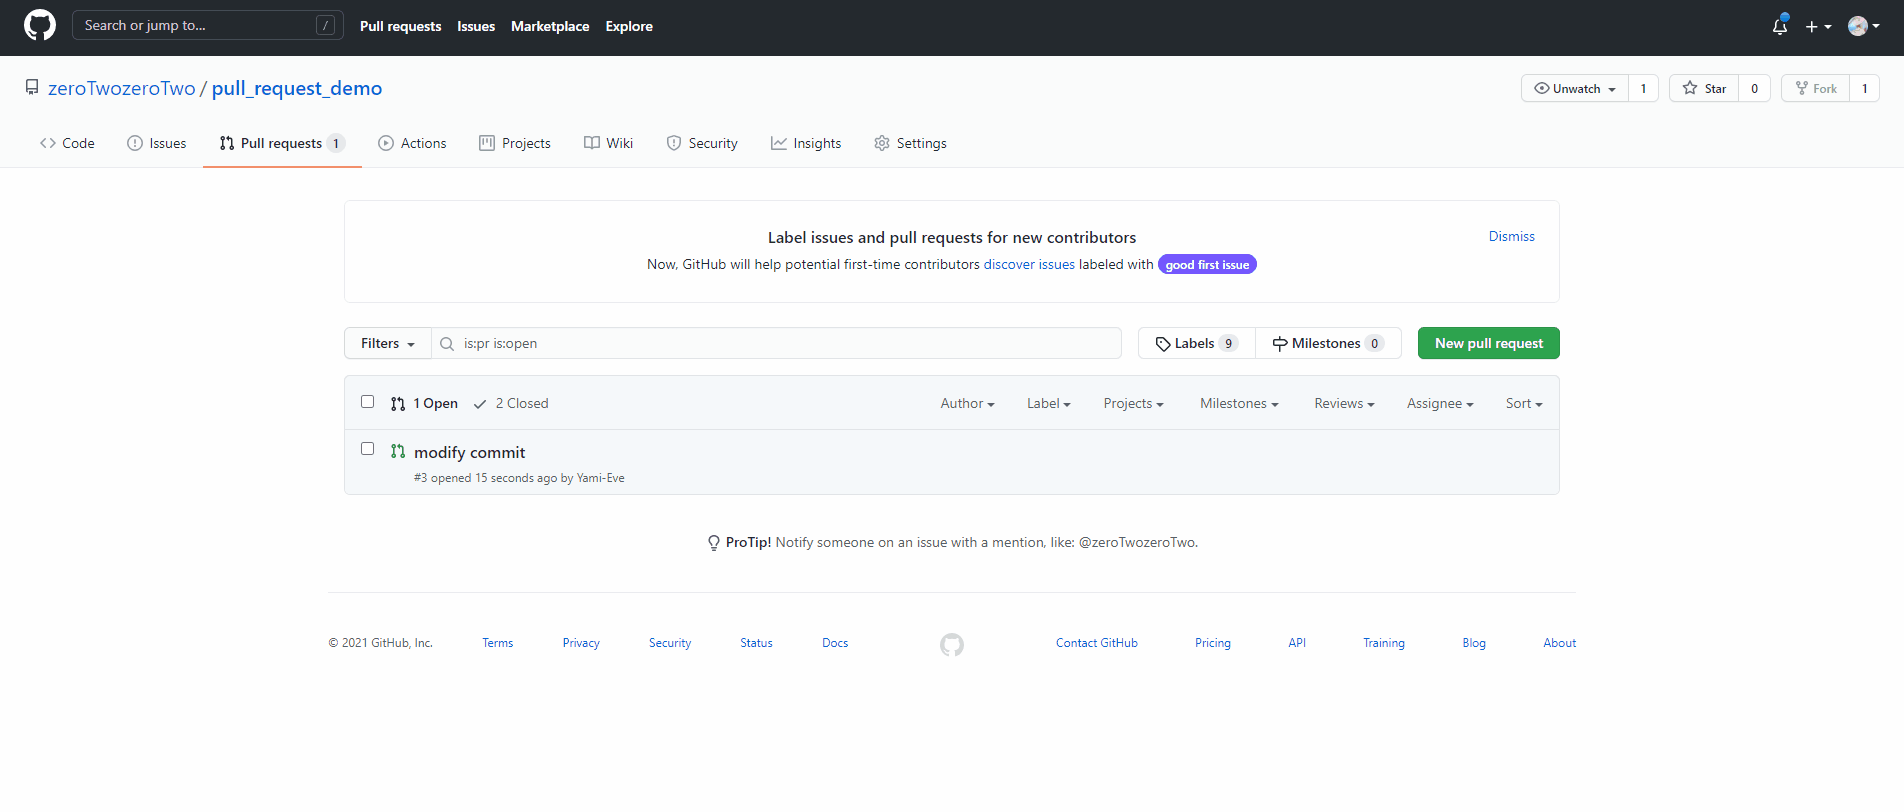 Search or jump to... / Pull requests Issues Marketplace Explore
zeroTwozeroTwo / pull_request_demo Unwatch 1 Star 0 Fork 1
Code Issues Pull requests 1 Actions Projects Wiki Security Insights Settings
Label issues and pull requests for new contributors Dismiss
Now, GitHub will help potential first-time contributors discover issues labeled with good first issue
Filters is:pr is:open Labels 9 Milestones 0 New pull request
1 Open 2 Closed Author Label Projects Milestones Reviews Assignee Sort
modify commit
#3 opened 15 seconds ago by Yami-Eve
ProTip! Notify someone on an issue with a mention, like: @zeroTwozeroTwo.
© 2021 GitHub, Inc. Terms Privacy Security Status Docs Contact GitHub Pricing API Training Blog About